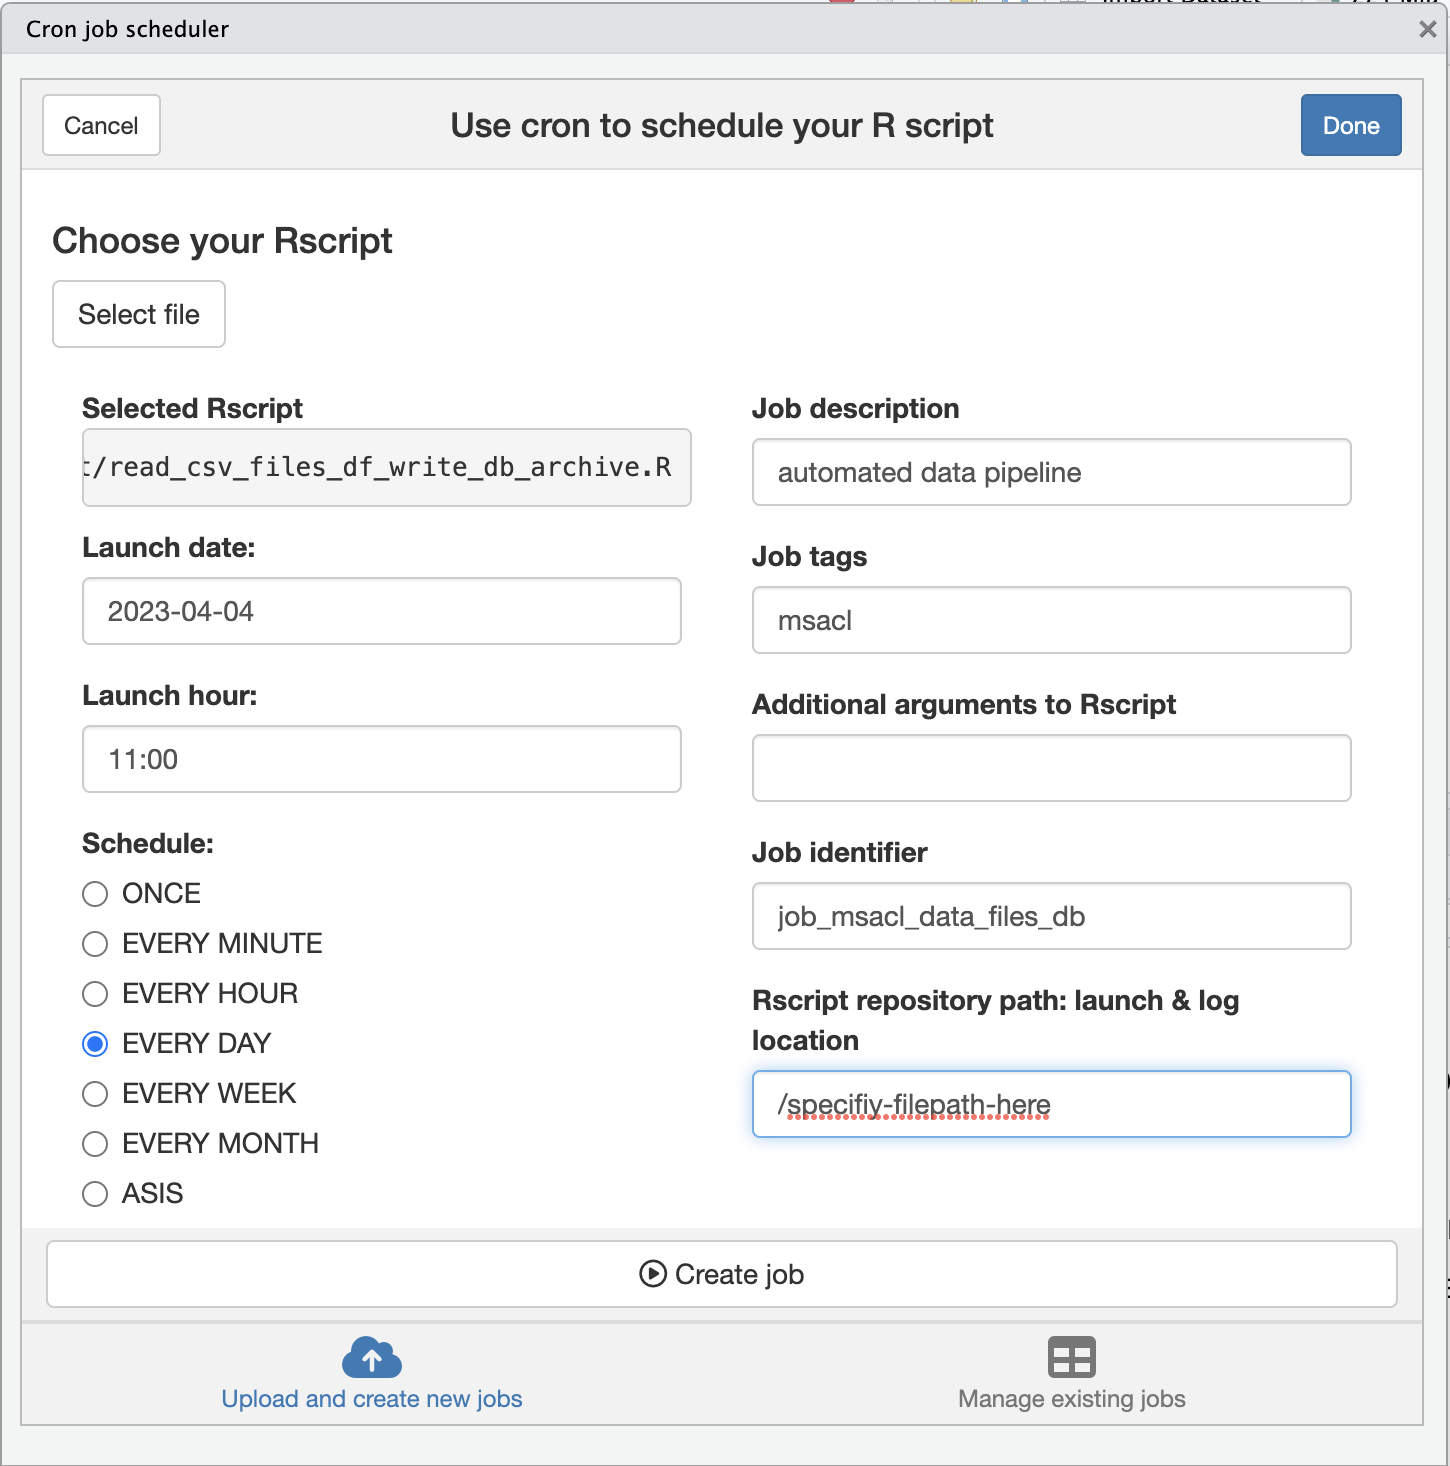 Cron job scheduler
Cancel
Use cron to schedule your R script
Done
Choose your Rscript
Select file
Selected Rscript
/read_csv_files_df_write_db_archive.R
Launch date:
2023-04-04
Launch hour:
11:00
Schedule:
ONCE
EVERY MINUTE
EVERY HOUR
EVERY DAY
EVERY WEEK
EVERY MONTH
ASIS
Job description
automated data pipeline
Job tags
msacl
Additional arguments to Rscript
Job identifier
job_msacl_data_files_db
Rscript repository path: launch & log
location
/specifiy-filepath-here
Create job
Upload and create new jobs
Manage existing jobs